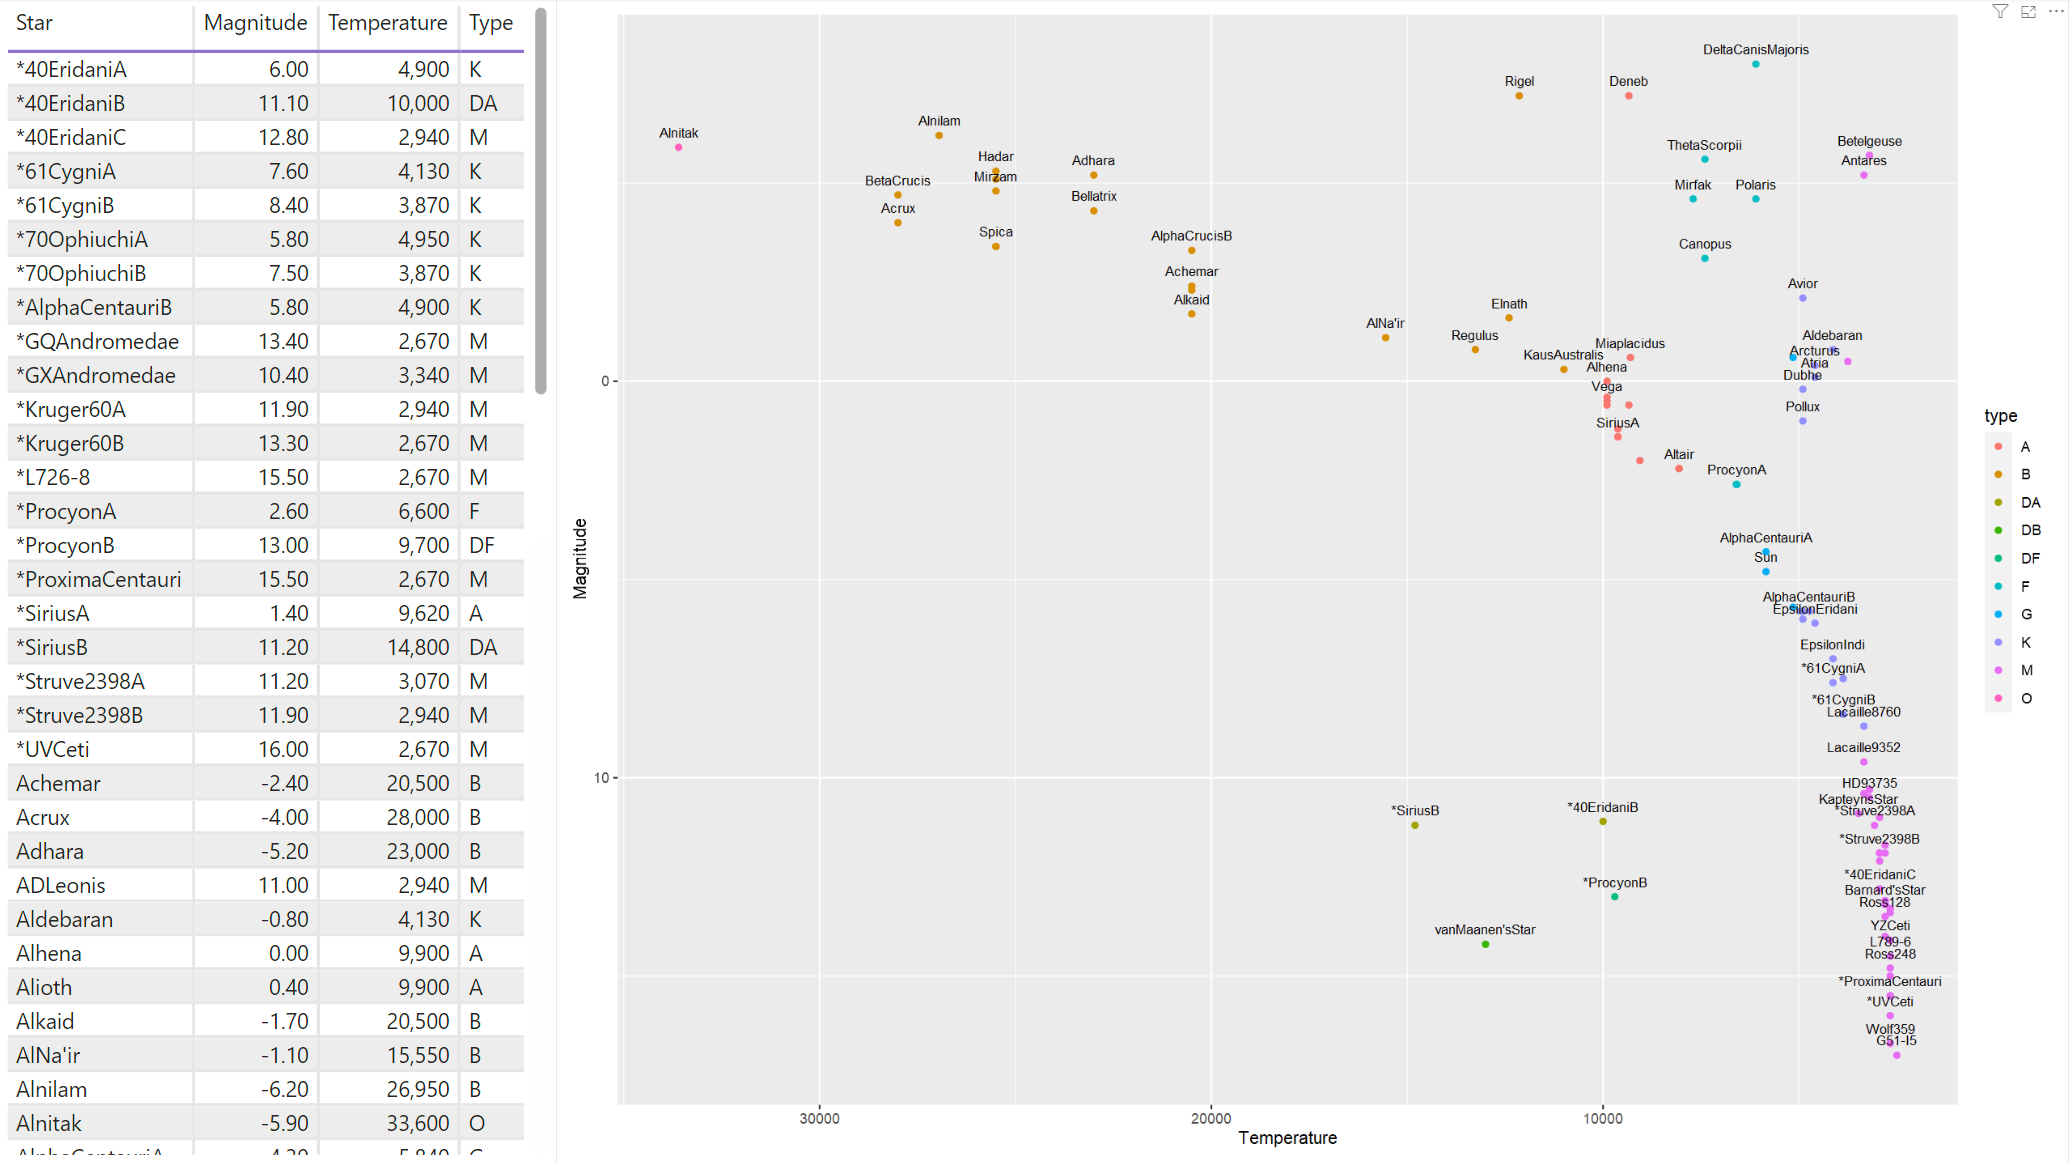 Star Magnitude Temperature Type
*40EridaniA 6.00 4,900 K
*40EridaniB 11.10 10,000 DA
*40EridaniC 12.80 2,940 M
*61CygniA 7.60 4,130 K
*61CygniB 8.40 3,870 K
*70OphiuchiA 5.80 4,950 K
*70OphiuchiB 7.50 3,870 K
*AlphaCentauriB 5.80 4,900 K
*GQAndromedae 13.40 2,670 M
*GXAndromedae 10.40 3,340 M
*Kruger60A 11.90 2,940 M
*Kruger60B 13.30 2,670 M
*L726-8 15.50 2,670 M
*ProcyonA 2.60 6,600 F
*ProcyonB 13.00 9,700 DF
*ProximaCentauri 15.50 2,670 M
*SiriusA 1.40 9,620 A
*SiriusB 11.20 14,800 DA
*Struve2398A 11.20 3,070 M
*Struve2398B 11.90 2,940 M
*UVCeti 16.00 2,670 M
Achemar -2.40 20,500 B
Acrux -4.00 28,000 B
Adhara -5.20 23,000 B
ADLeonis 11.00 2,940 M
Aldebaran -0.80 4,130 K
Alhena 0.00 9,900 A
Alioth 0.40 9,900 A
Alkaid -1.70 20,500 B
AlNa'ir -1.10 15,550 B
Alnilam -6.20 26,950 B
Alnitak -5.90 33,600 O
DeltaCanisMajoris
Rigel
Deneb
Alnilam
Alnitak
Betelgeuse
ThetaScorpii
Hadar
Adhara
Antares
Mirzam
BetaCrucis
Mirfak
Polaris
Bellatrix
Acrux
Spica
AlphaCrucisB
Canopus
Achemar
Avior
Alkaid
Elnath
AlNa'ir
Regulus
Aldebaran
Miaplacidus
Arcturus
KausAustralis
Atria
Alhena
Dubhe
0
Vega
Pollux
SiriusA
Altair
ProcyonA
AlphaCentauriA
Sun
AlphaCentauriB
EpsilonEridani
EpsilonIndi
*61CygniA
*61CygniB
Lacaille8760
Lacaille9352
10
HD93735
KapteynsStar
*SiriusB
*40EridaniB
*Struve2398A
*Struve2398B
*40EridaniC
*ProcyonB
Barnard'sStar
Ross128
YZCeti
vanMaanen'sStar
L789-6
Ross248
*ProximaCentauri
*UVCeti
Wolf359
G51-I5
Magnitude
30000 20000 10000
Temperature
type
A
B
DA
DB
DF
F
G
K
M
O